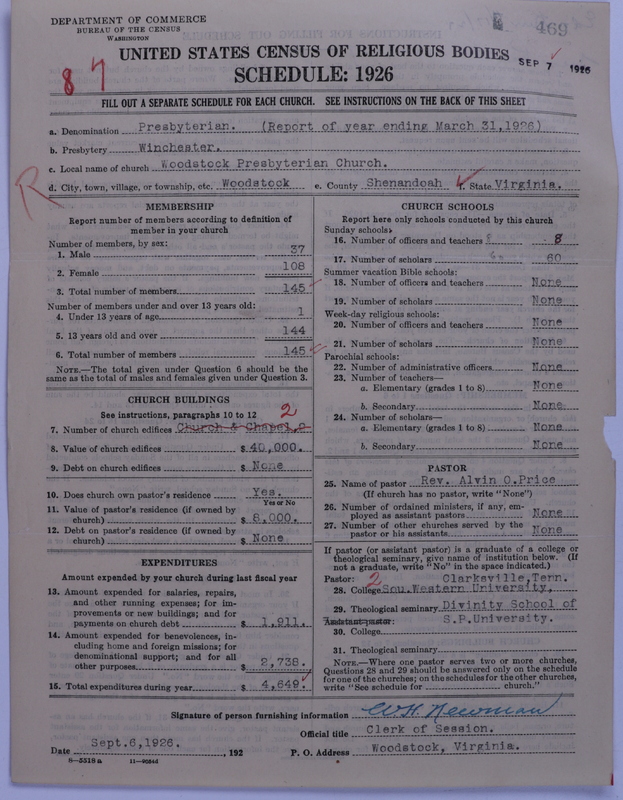 DEPARTMENT OF COMMERCE
BUREAU OF THE CENSUS
WASHINGTON
469
UNITED STATES CENSUS OF RELIGIOUS BODIES
SEP 7 1926
8 7
SCHEDULE: 1926
FILL OUT A SEPARATE SCHEDULE FOR EACH CHURCH. SEE INSTRUCTIONS ON THE BACK OF THIS SHEET
a. Denomination Presbyterian. (Report of year ending March 31,1926)
b. Presbytery Winchester.
c. Local name of church Woodstock Presbyterian Church.
R
d. City, town, village, or township, etc. Woodstock e. County Shenandoah f. State Virginia.
MEMBERSHIP
Report number of members according to definition of
member in your church
Number of members, by sex:
1. Male 37
2. Female 108
3. Total number of members 145
Number of members under and over 13 years old:
4. Under 13 years of age 1
5. 13 years old and over 144
6. Total number of members 145
NOTE.—The total given under Question 6 should be
same as the total of males and females given under Question 3.
CHURCH BUILDINGS
See instructions, paragraphs 10 to 12
2
7. Number of church edifices Church & Chapel, 2
8. Value of church edifices $ 40,000.
9. Debt on church edifices $ None
10. Does church own pastor's residence Yes.
Yes or No
11. Value of pastor's residence (if owned by
church) $ 8,000.
12. Debt on pastor's residence (if owned by
church) $ None
EXPENDITURES
Amount expended by your church during last fiscal year
13. Amount expended for salaries, repairs,
and other running expenses; for im-
provements or new buildings; and for
payments on church debt $ 1,911.
14. Amount expended for benevolences, in-
cluding home and foreign missions; for
denominational support; and for all
other purposes $ 2,738.
15. Total expenditures during year $ 4,649.
CHURCH SCHOOLS
Report here only schools conducted by this church
Sunday schools:
16. Number of officers and teachers 8
17. Number of scholars 60
Summer vacation Bible schools:
18. Number of officers and teachers None
19. Number of scholars None
Week-day religious schools:
20. Number of officers and teachers None
21. Number of scholars None
Parochial schools:
22. Number of administrative officers None
23. Number of teachers—
a. Elementary (grades 1 to 8) None
b. Secondary None
24. Number of scholars—
a. Elementary (grades 1 to 8) None
b. Secondary None
PASTOR
25. Name of pastor Rev. Alvin O.Price
(If church has no pastor, write "None")
26. Number of ordained ministers, if any, em-
ployed as assistant pastors None
27. Number of other churches served by the
pastor or his assistants None
If pastor (or assistant pastor) is a graduate of a college or
theological seminary, give name of institution below. (If
not a graduate, write "No" in the space indicated.)
Pastor: 2 Clarksville, Tenn.
28. College Sou.Western University,
29. Theological seminary Divinity School of
Assistant pastor: S.P.University.
30. College
31. Theological seminary
NOTE.—Where one pastor serves two or more churches,
Questions 28 and 29 should be answered only on the schedule
for one of the churches; on the schedules for the other churches,
write "See schedule for church."
Signature of person furnishing information W H Newman
Official title Clerk of Session.
Date Sept.6,1926. , 192
P. O. Address Woodstock, Virginia.
8—5518 a